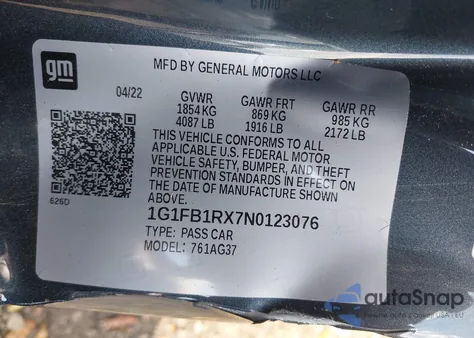 gm
MFD BY GENERAL MOTORS LLC
04/22 GVWR GAWR FRT GAWR RR
1854 KG 869 KG 985 KG
4087 LB 1916 LB 2172 LB
THIS VEHICLE CONFORMS TO ALL
APPLICABLE U.S. FEDERAL MOTOR
VEHICLE SAFETY, BUMPER, AND THEFT
PREVENTION STANDARDS IN EFFECT ON
THE DATE OF MANUFACTURE SHOWN
ABOVE.
626D
1G1FB1RX7N0123076
TYPE: PASS CAR
MODEL: 761AG37
autoSnap